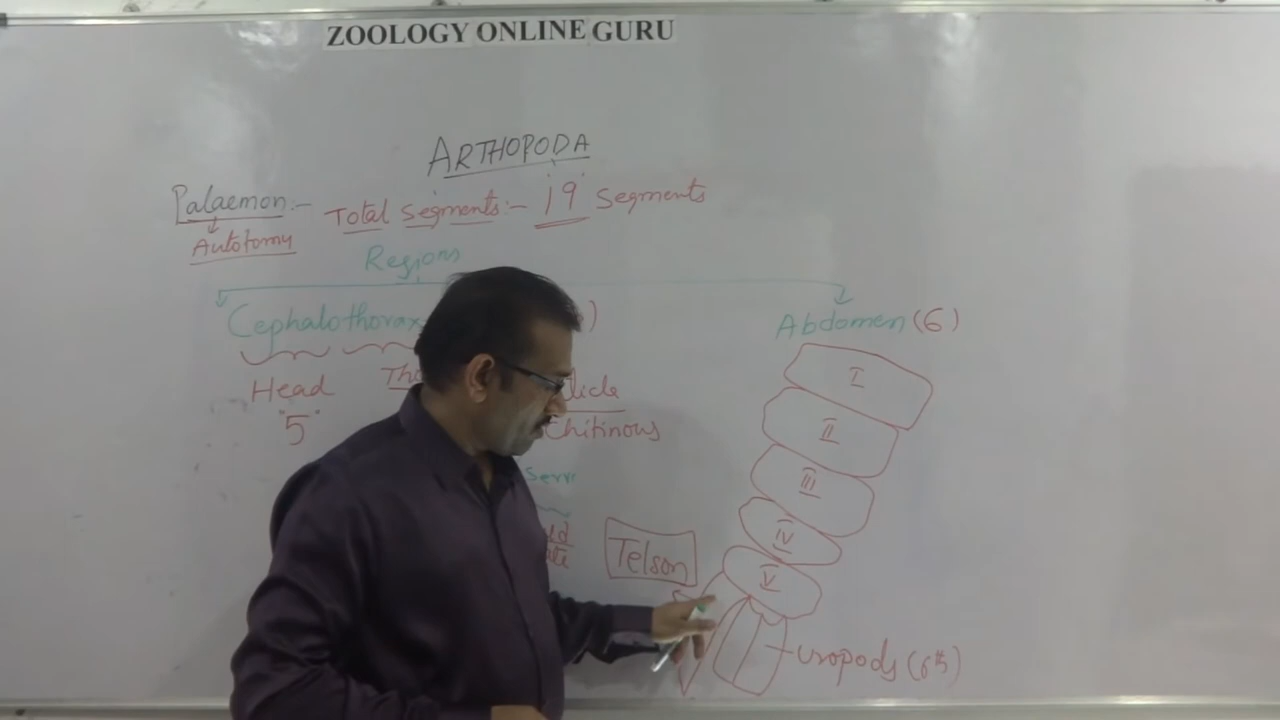 ZOOLOGY ONLINE GURU
ARTHOPODA
Palaemon:- Total Segments:- 19 Segments
Autotomy
Regions
Cephalothorax ) Abdomen (6)
Head
"5"
Chitinous
I
II
III
IV
V
Telson
Uropods (6th)